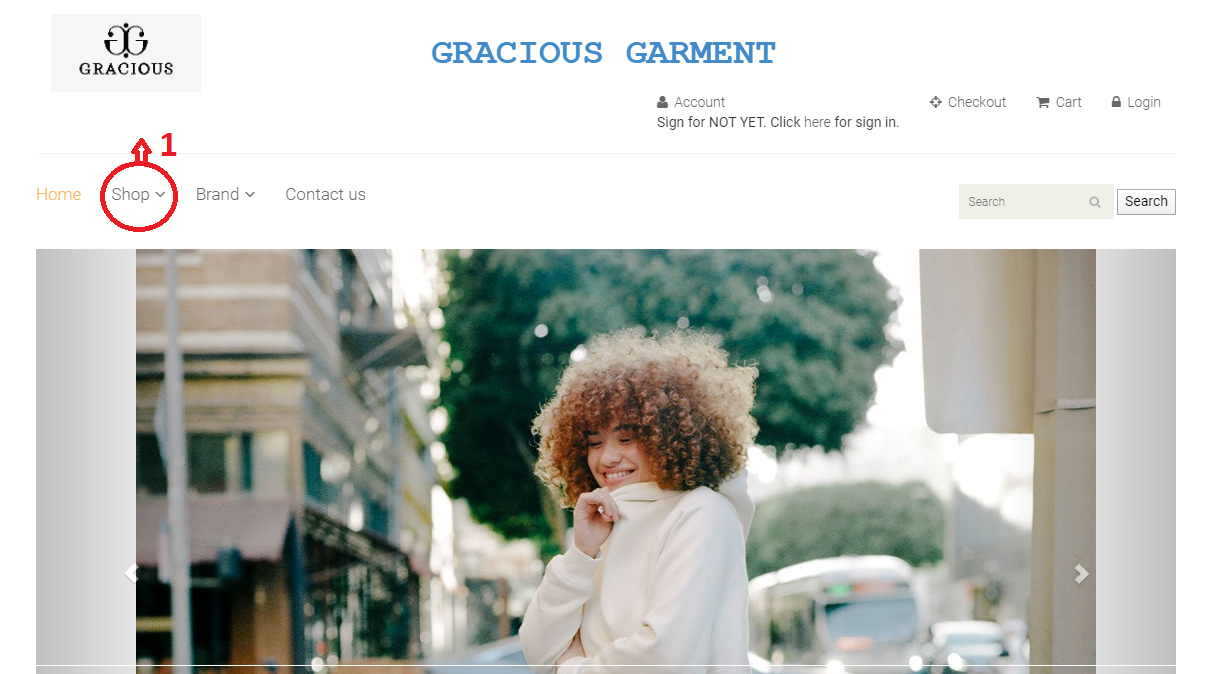 GRACIOUS
GRACIOUS GARMENT
Account
Checkout
Cart
Login
Sign for NOT YET. Click here for sign in.
1
Home
Shop
Brand
Contact us
Search
Search